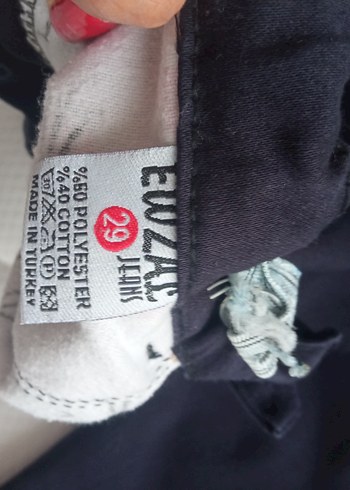 29 JEANS
%60 POLYESTER
%40 COTTON
MADE IN TURKEY